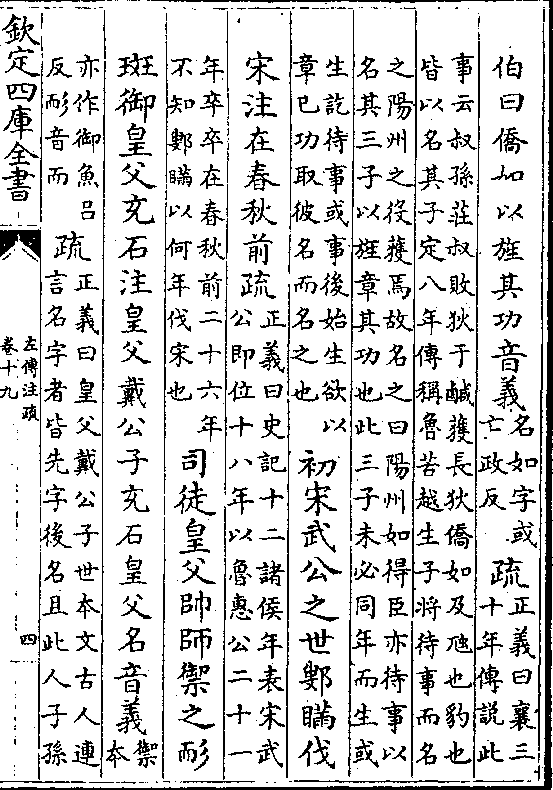 伯曰僑如以旌其功音義名如字或亡政反疏正義曰襄三十年傳説此
事云叔孫莊叔敗狄于鹹獲長狄僑如及虺也豹也
皆以名其子定八年傳稱魯苦越生子將待事而名
之陽州之役獲焉故名之曰陽州如得臣亦待事以
名其三子以旌章其功也此三子未必同年而生或
生訖待事或事後始生欲以章已功取彼名而名之也初宋武公之世鄋瞞伐
宋注在春秋前疏正義曰史記十二諸侯年表宋武公即位十八年以魯惠公二十一
年卒卒在春秋前二十六年不知鄋瞞以何年伐宋也司徒皇父帥師禦之耏
斑御皇父充石注皇父戴公子充石皇父名音義禦本
亦作御魚吕反耏音而疏正義曰皇父戴公子世本文古人連言名字者皆先字後名且此人子孫
欽定四庫全書
左傳注疏
卷十九
四